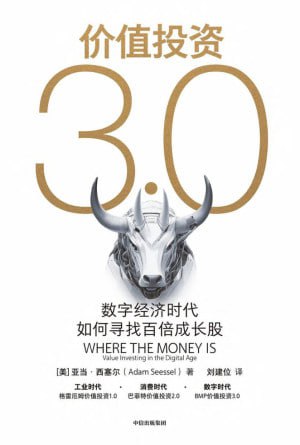 价值投资
3.0
数字经济时代
如何寻找百倍成长股
WHERE THE MONEY IS
Value Investing in the Digital Age
[美] 亚当·西塞尔（Adam Seessel） 著 刘建位 译
工业时代 · 消费时代 · 数字时代
格雷厄姆价值投资1.0 巴菲特价值投资2.0 BMP价值投资3.0
中信出版集团